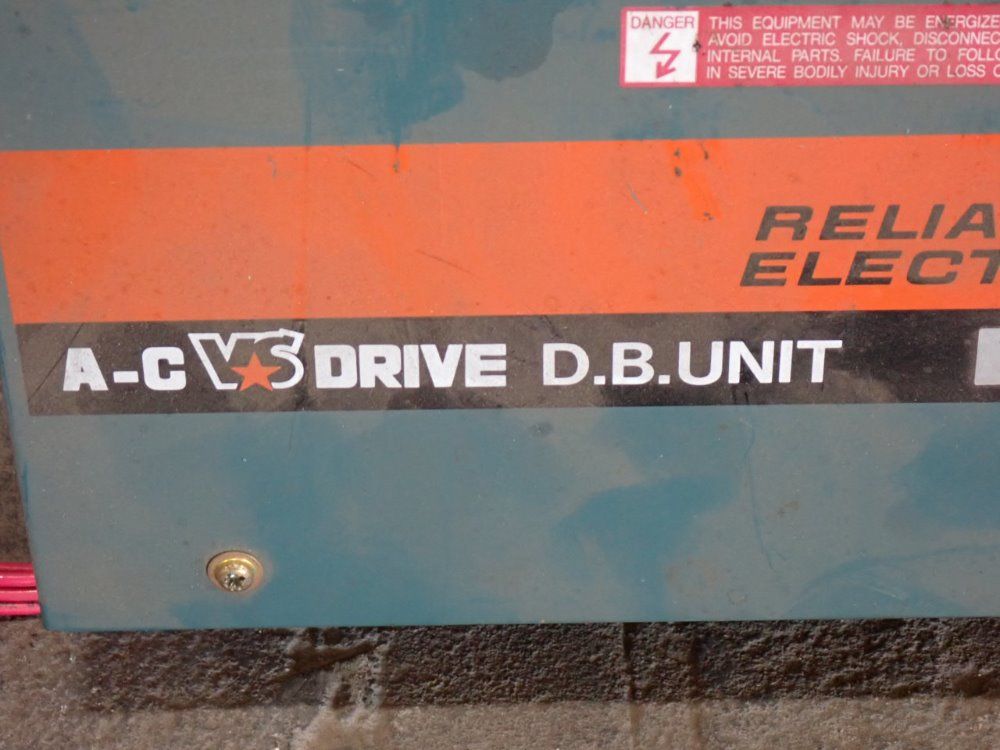 DANGER
THIS EQUIPMENT MAY BE ENERGIZE
AVOID ELECTRIC SHOCK, DISCONNEC
INTERNAL PARTS. FAILURE TO FOLLO
IN SEVERE BODILY INJURY OR LOSS O
RELIA
ELECT
A-C VS DRIVE D.B.UNIT